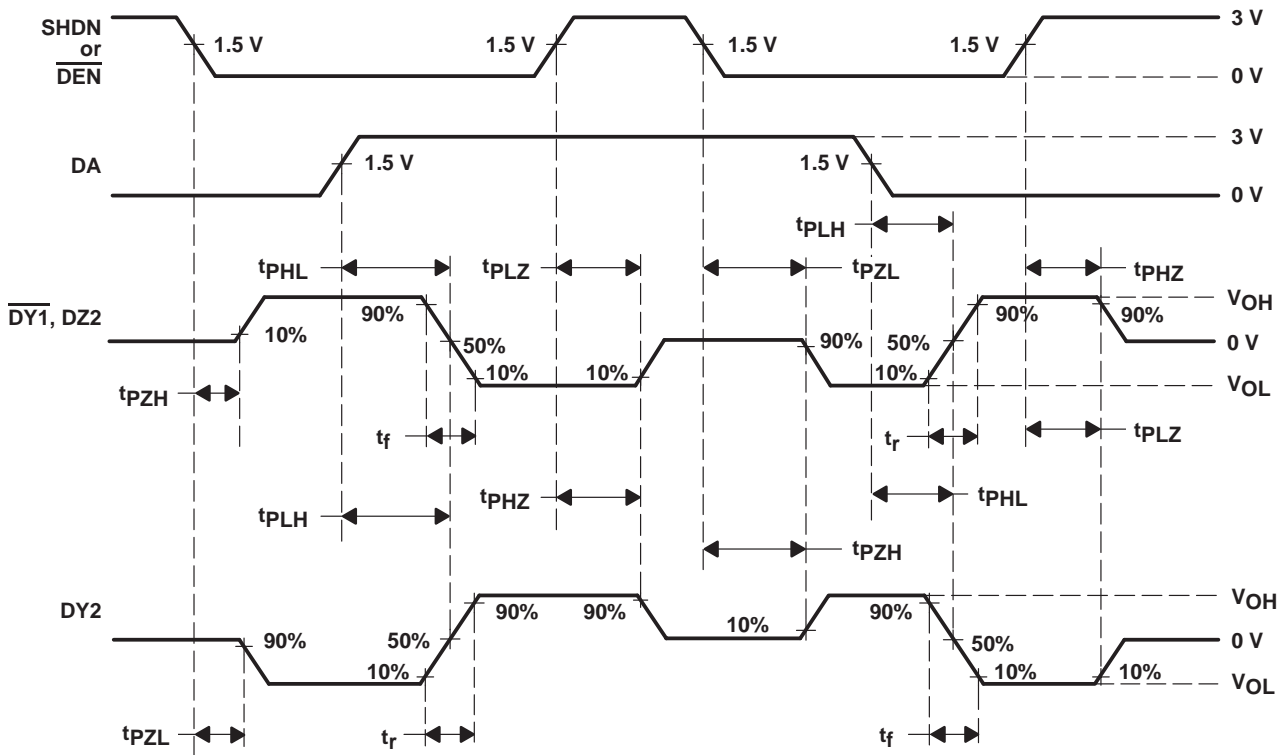 SHDN
or
DEN
1.5 V
1.5 V
1.5 V
1.5 V
3 V
0 V
DA
1.5 V
1.5 V
3 V
0 V
tPLH
tPHL
tPLZ
tPZL
tPHZ
DY1, DZ2
10%
90%
50%
10%
10%
90%
50%
10%
90%
90%
VOH
0 V
VOL
tPZH
tf
tr
tPLZ
tPLH
tPHZ
tPHL
tPZH
DY2
90%
50%
10%
90%
90%
10%
90%
50%
10%
10%
VOH
0 V
VOL
tPZL
tr
tf